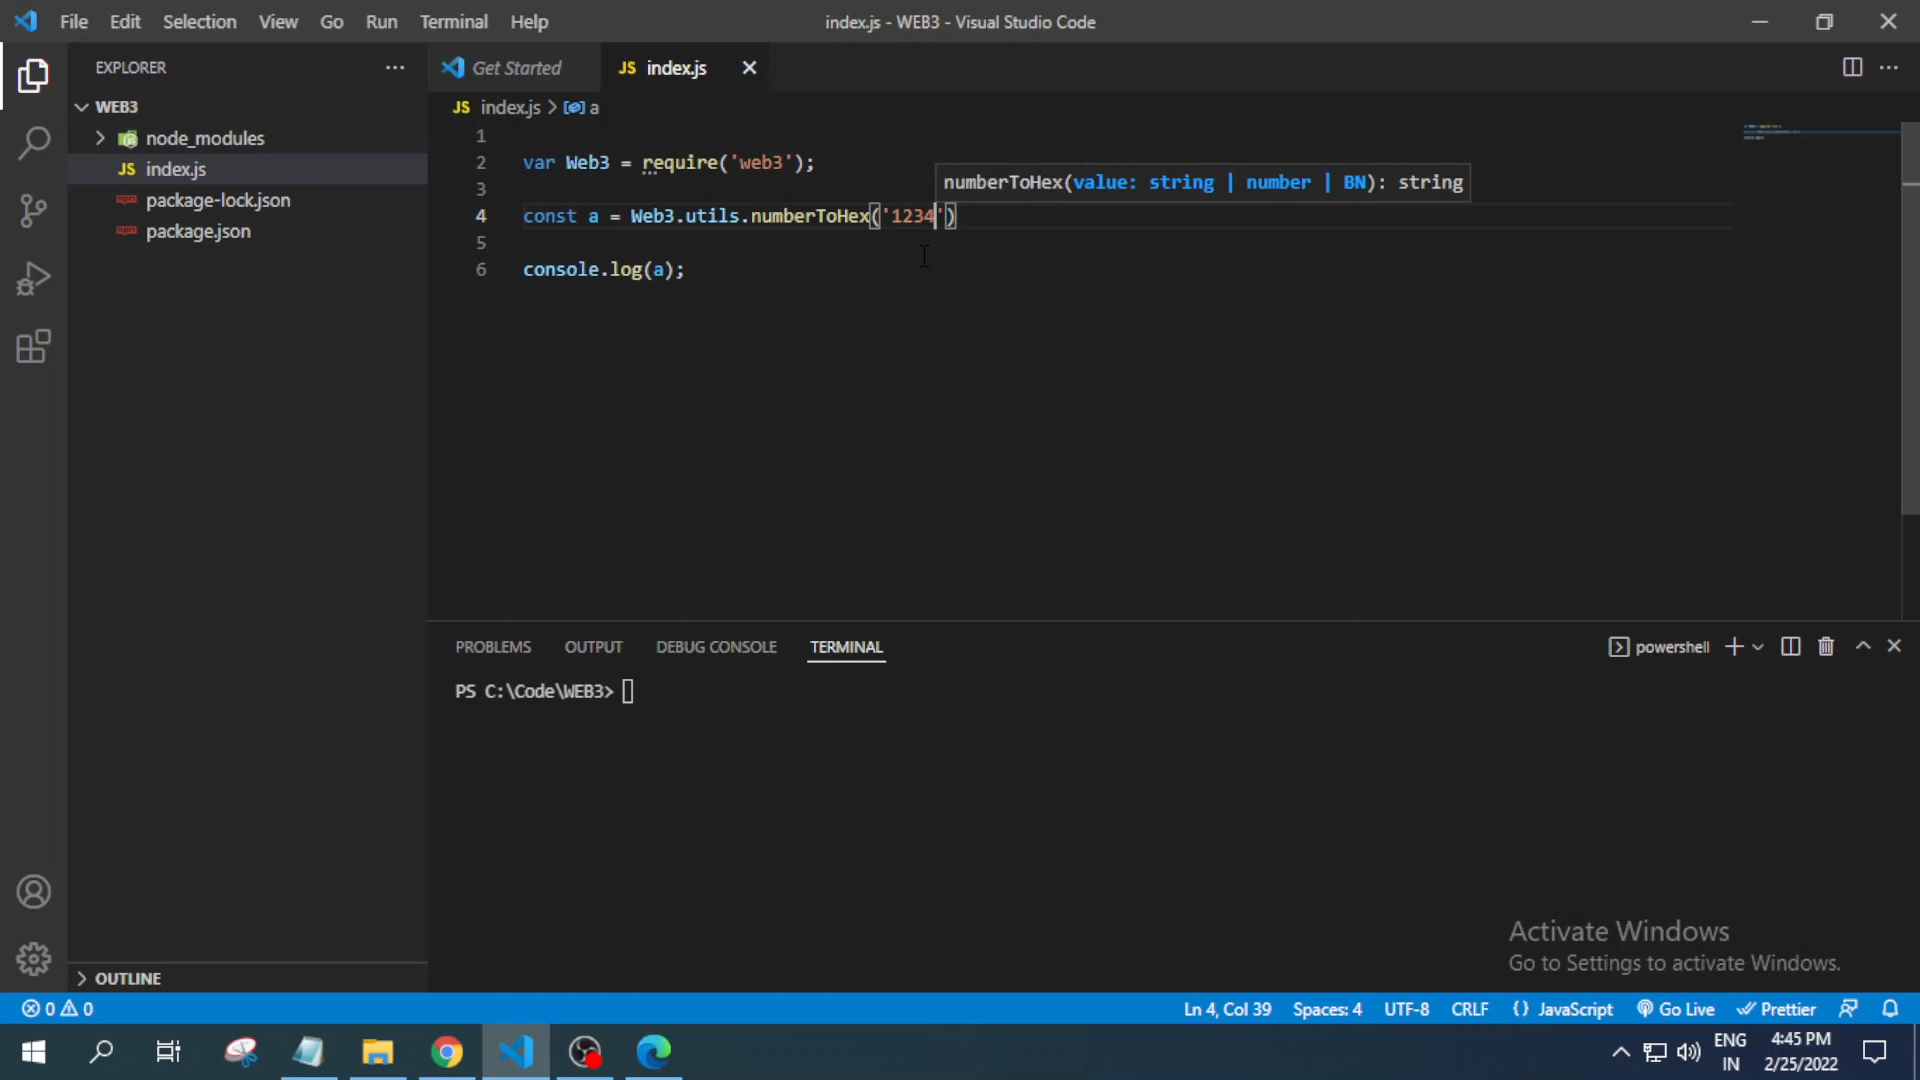 File Edit Selection View Go Run Terminal Help
index.js - WEB3 - Visual Studio Code
EXPLORER
Get Started
JS index.js
WEB3
JS index.js > a
node_modules
JS index.js
package-lock.json
package.json
1
2 var Web3 = require('web3');
numberToHex(value: string | number | BN): string
3
4 const a = Web3.utils.numberToHex('1234')
5
6 console.log(a);
PROBLEMS OUTPUT DEBUG CONSOLE TERMINAL
powershell
PS C:\Code\WEB3>
Activate Windows
Go to Settings to activate Windows.
OUTLINE
0 0
Ln 4, Col 39 Spaces: 4 UTF-8 CRLF {} JavaScript Go Live Prettier
ENG
IN
4:45 PM
2/25/2022